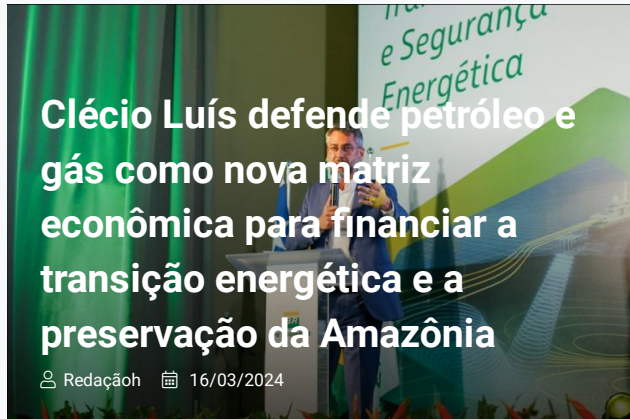 e Segurança
Energética
Clécio Luís defende petróleo e
gás como nova matriz
econômica para financiar a
transição energética e a
preservação da Amazônia
Redaçãoh 16/03/2024